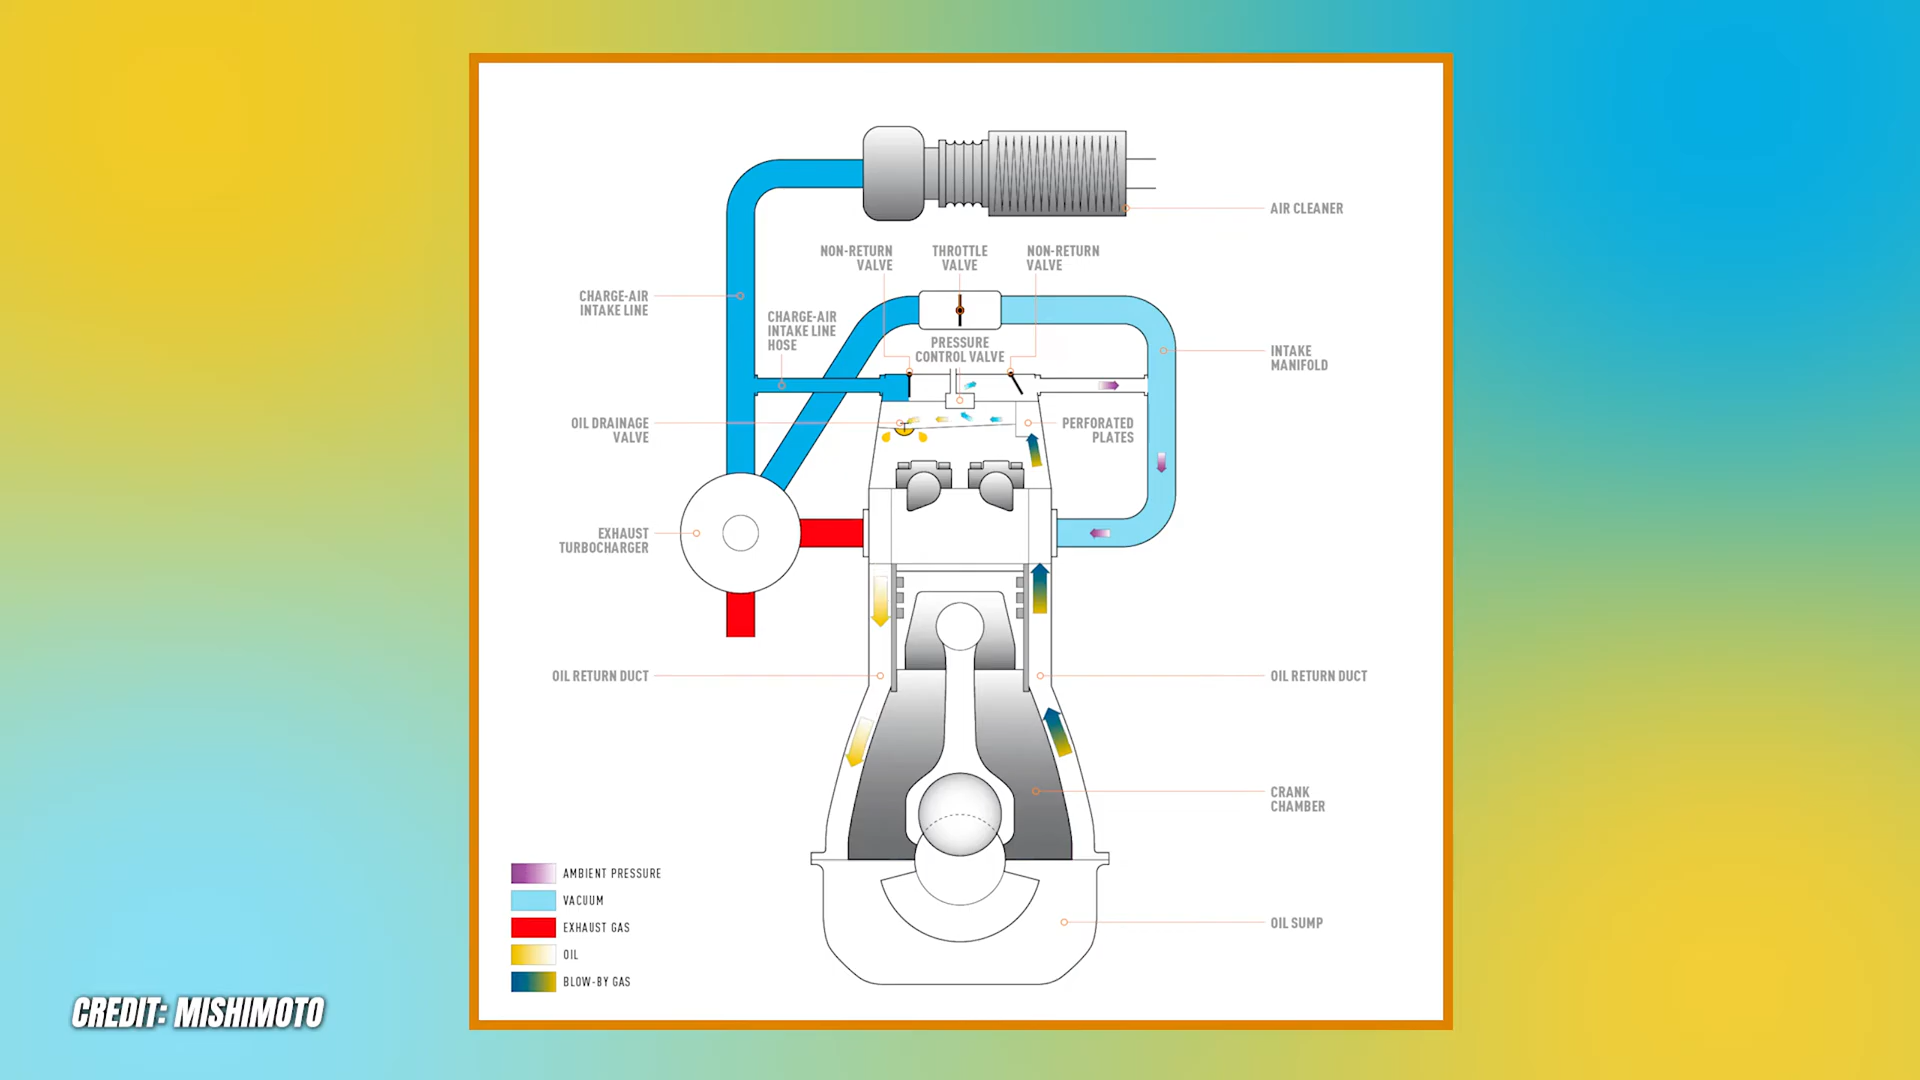 AIR CLEANER
NON-RETURN
VALVE
THROTTLE
VALVE
NON-RETURN
VALVE
CHARGE-AIR
INTAKE LINE
CHARGE-AIR
INTAKE LINE
HOSE
PRESSURE
CONTROL VALVE
INTAKE
MANIFOLD
OIL DRAINAGE
VALVE
PERFORATED
PLATES
EXHAUST
TURBOCHARGER
OIL RETURN DUCT
OIL RETURN DUCT
CRANK
CHAMBER
OIL SUMP
AMBIENT PRESSURE
VACUUM
EXHAUST GAS
OIL
BLOW-BY GAS
CREDIT: MISHIMOTO